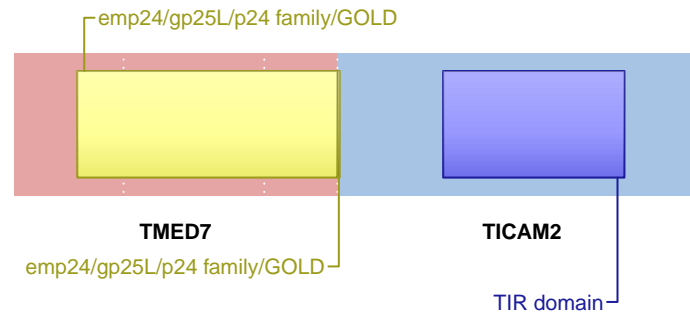 emp24/gp25L/p24 family/GOLD
TMED7
TICAM2
emp24/gp25L/p24 family/GOLD
TIR domain